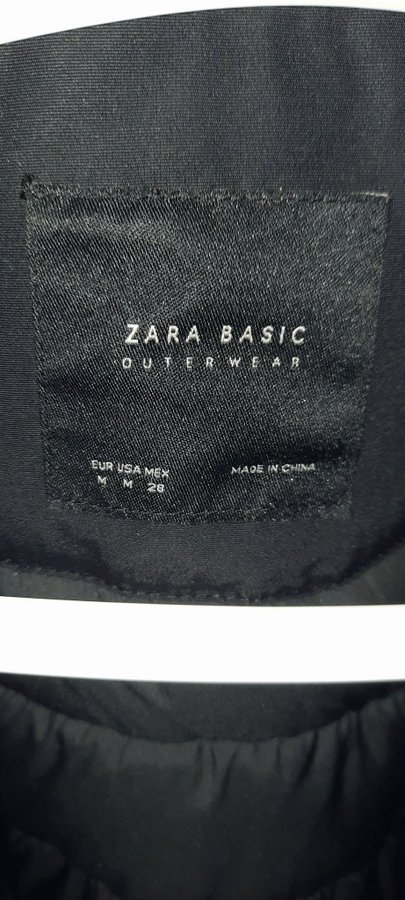 ZARA BASIC
OUTERWEAR
EUR USA MEX
M M 28
MADE IN CHINA